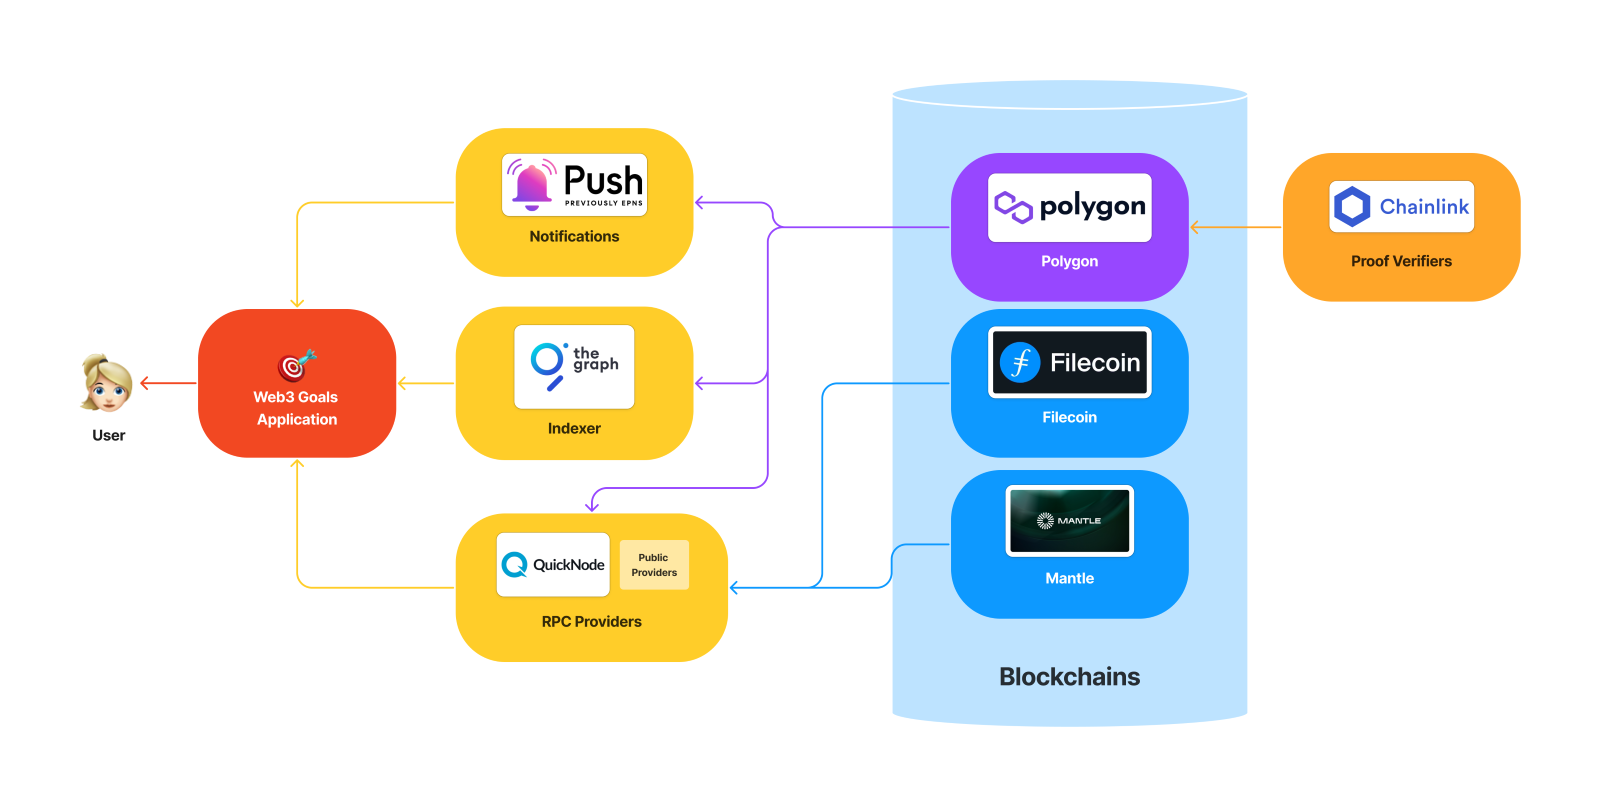 Push
PREVIOUSLY EPNS
Notifications
polygon
Polygon
Chainlink
Proof Verifiers
User
Web3 Goals
Application
the
graph
Indexer
Filecoin
Filecoin
QuickNode
Public
Providers
RPC Providers
MANTLE
Mantle
Blockchains